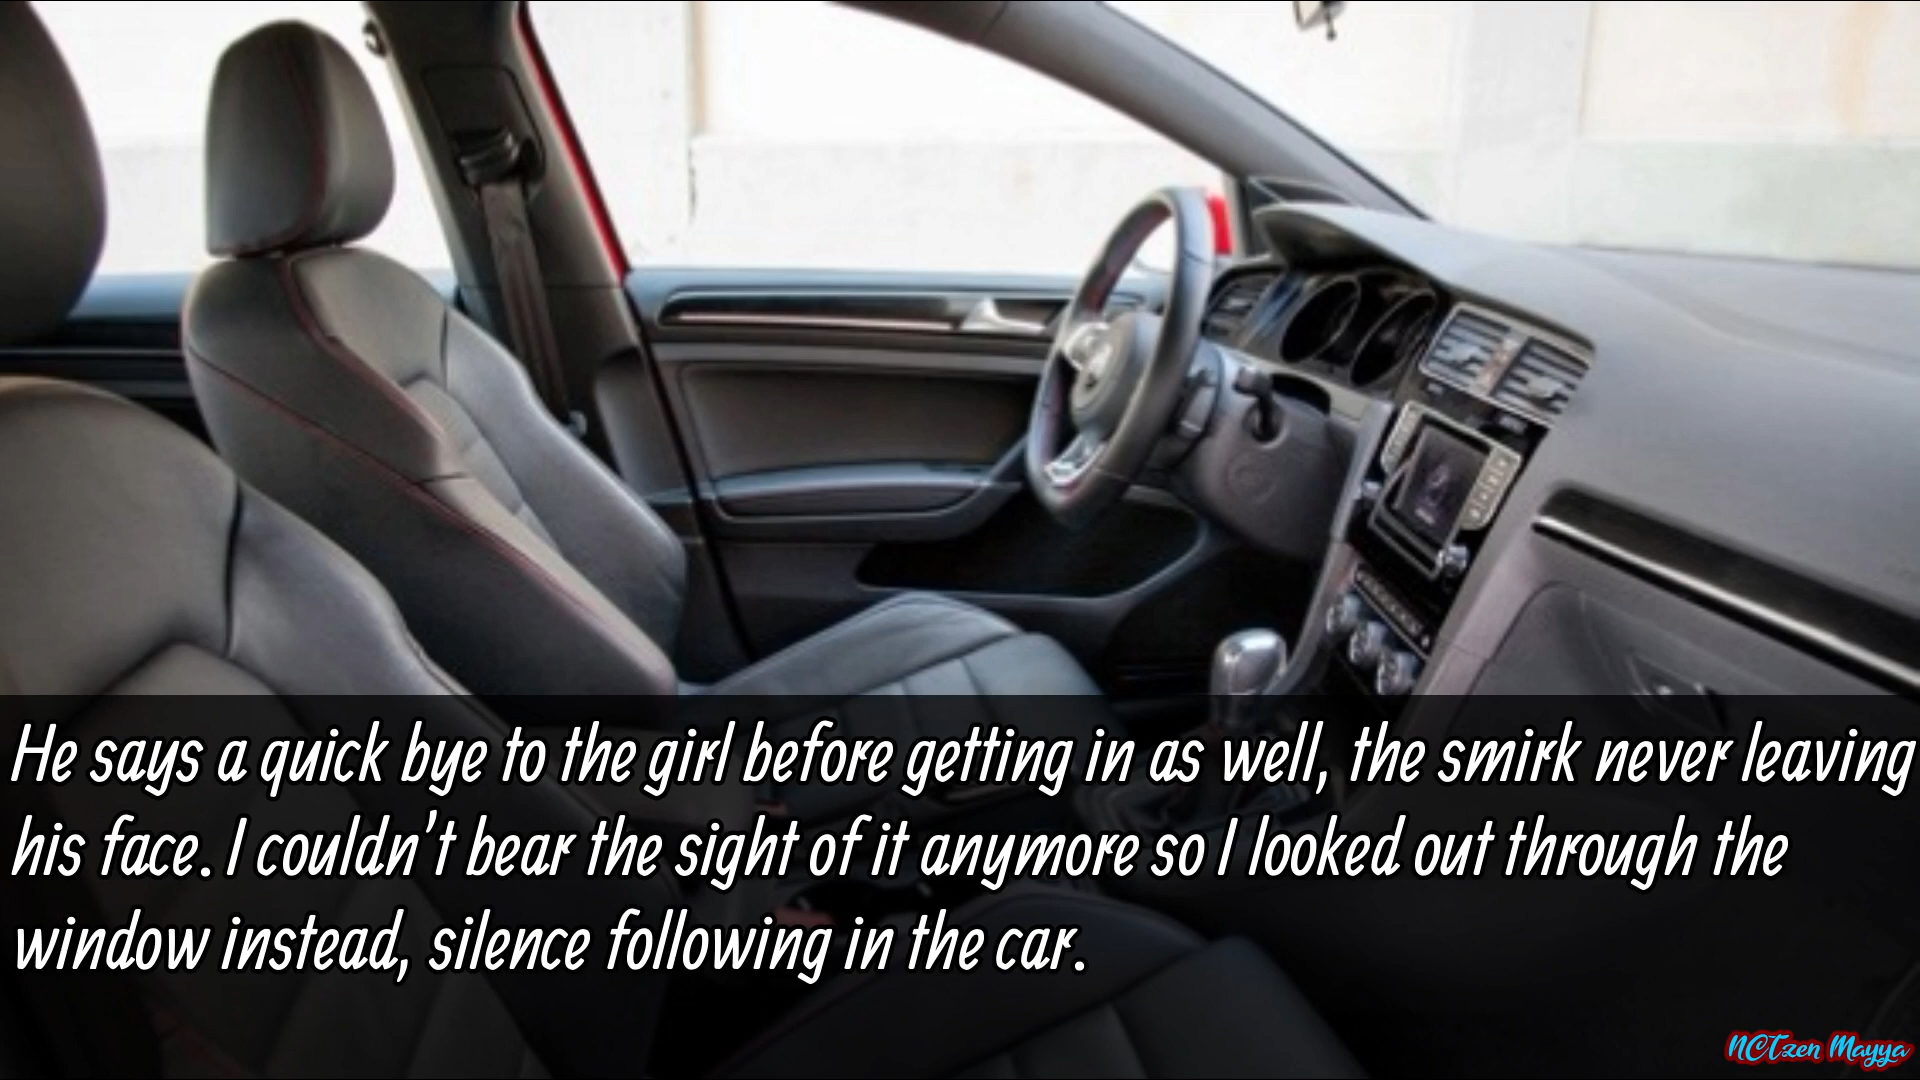 He says a quick bye to the girl before getting in as well, the smirk never leaving
his face. I couldn't bear the sight of it anymore so I looked out through the
window instead, silence following in the car.
NCTzen Mayya